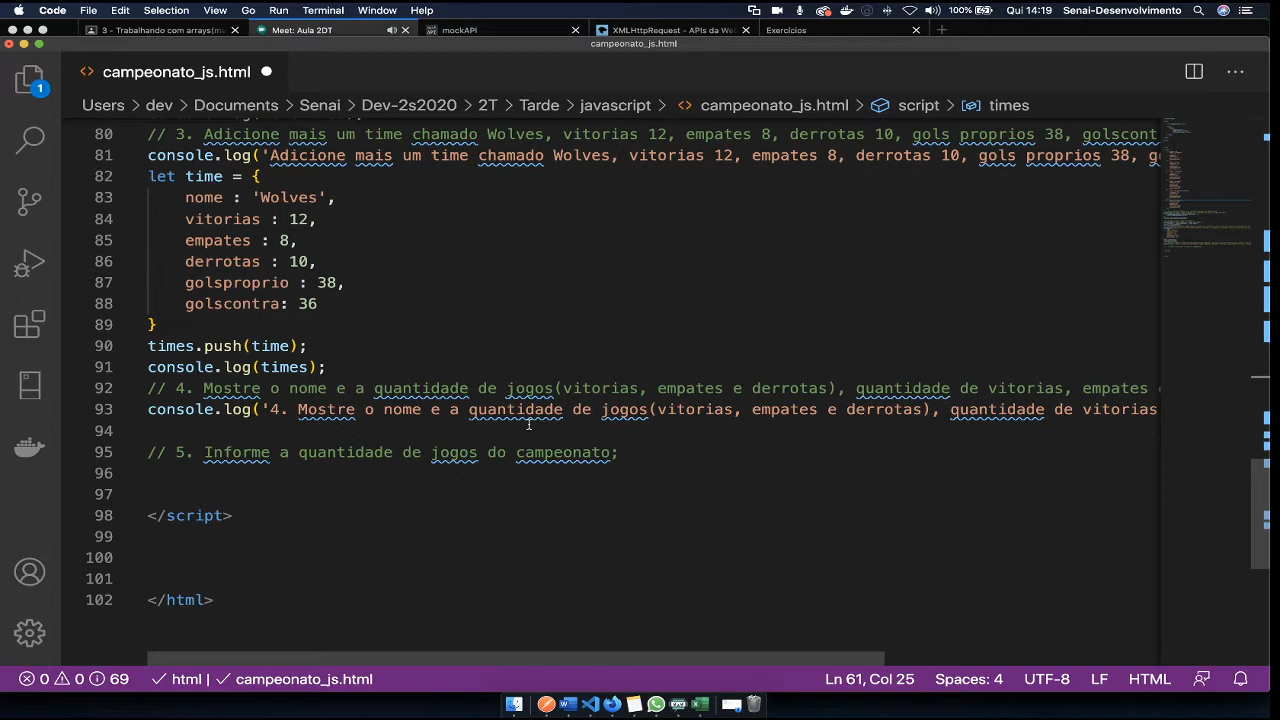 Code File Edit Selection View Go Run Terminal Window Help 100% Qui 14:19 Senai-Desenvolvimento
3 - Trabalhando com arrays(mat × Meet: Aula 2DT × mockAPI × XMLHttpRequest - APIs da Web × Exercícios × +
campeonato_js.html
campeonato_js.html
Users > dev > Documents > Senai > Dev-2s2020 > 2T > Tarde > javascript > campeonato_js.html > script > times
1
80 // 3. Adicione mais um time chamado Wolves, vitorias 12, empates 8, derrotas 10, gols proprios 38, golscont
81 console.log('Adicione mais um time chamado Wolves, vitorias 12, empates 8, derrotas 10, gols proprios 38, go
82 let time = {
83 nome : 'Wolves',
84 vitorias : 12,
85 empates : 8,
86 derrotas : 10,
87 golsproprio : 38,
88 golscontra: 36
89 }
90 times.push(time);
91 console.log(times);
92 // 4. Mostre o nome e a quantidade de jogos(vitorias, empates e derrotas), quantidade de vitorias, empates e
93 console.log('4. Mostre o nome e a quantidade de jogos(vitorias, empates e derrotas), quantidade de vitorias
94
95 // 5. Informe a quantidade de jogos do campeonato;
96
97
98 </script>
99
100
101
102 </html>
0 0 69 html | campeonato_js.html Ln 61, Col 25 Spaces: 4 UTF-8 LF HTML